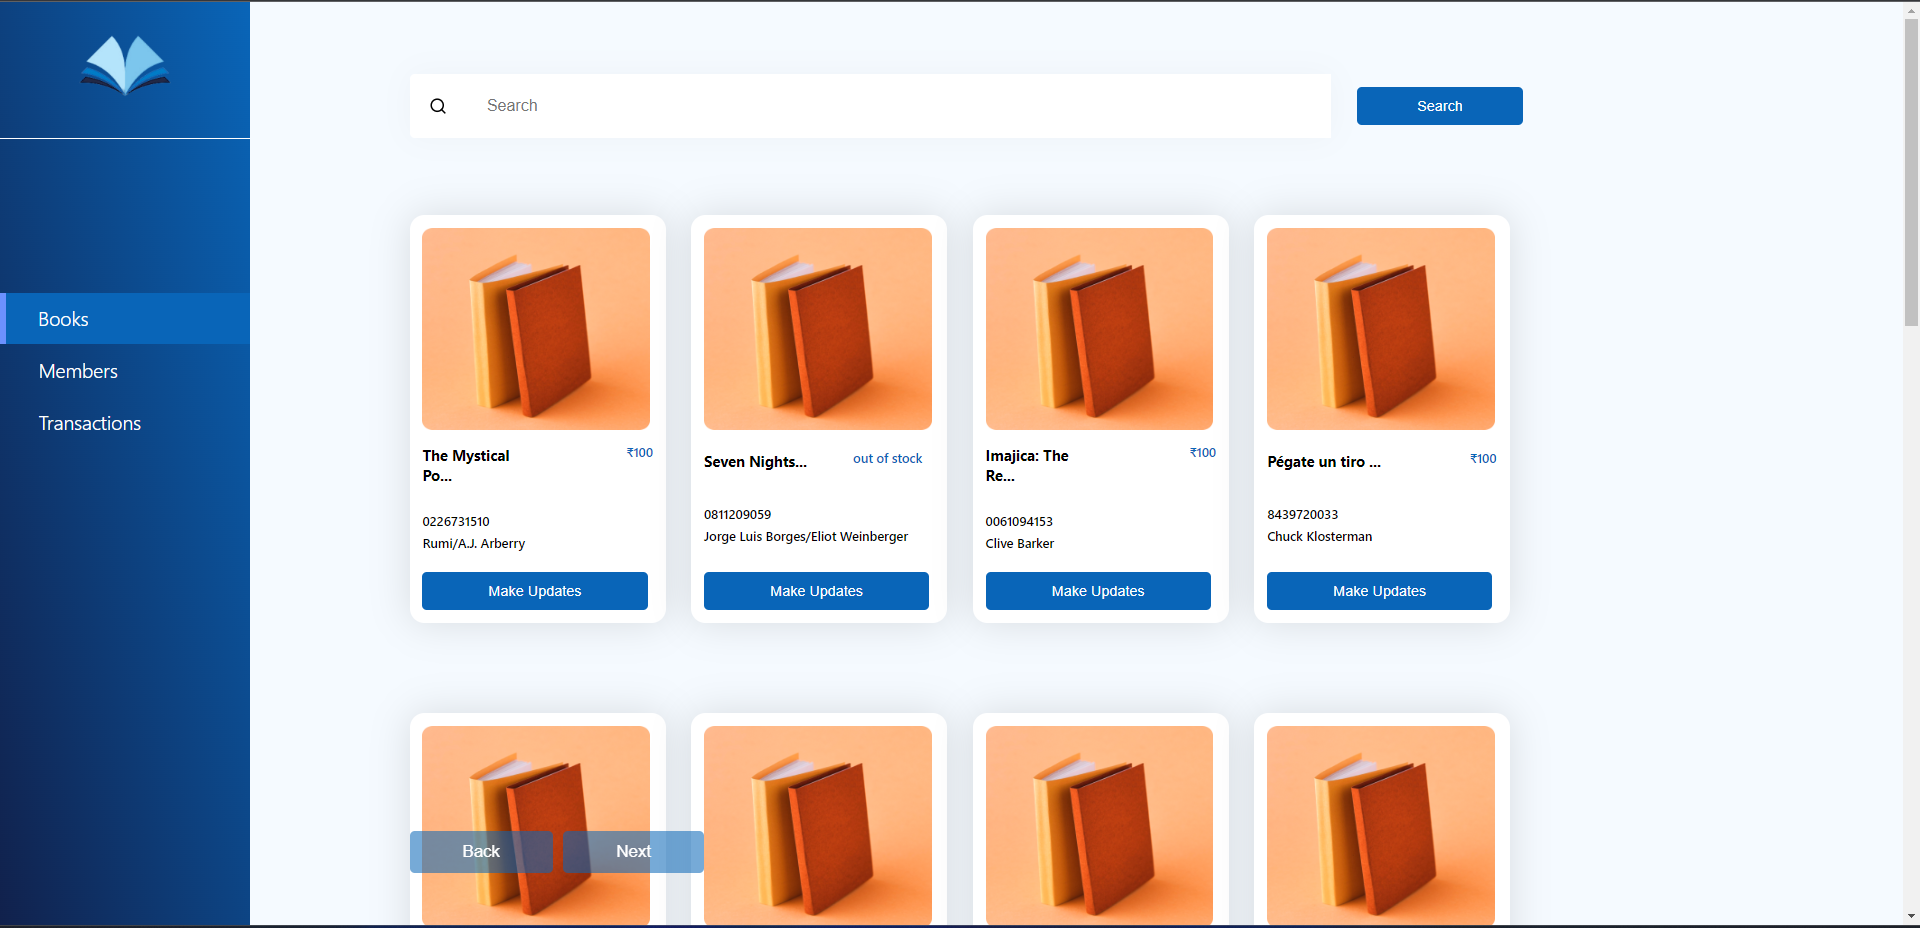 Search
Search
Books
Members
Transactions
The Mystical
Po...
₹100
0226731510
Rumi/A.J. Arberry
Make Updates
Seven Nights...
out of stock
0811209059
Jorge Luis Borges/Eliot Weinberger
Make Updates
Imajica: The
Re...
₹100
0061094153
Clive Barker
Make Updates
Pégate un tiro ...
₹100
8439720033
Chuck Klosterman
Make Updates
Back
Next